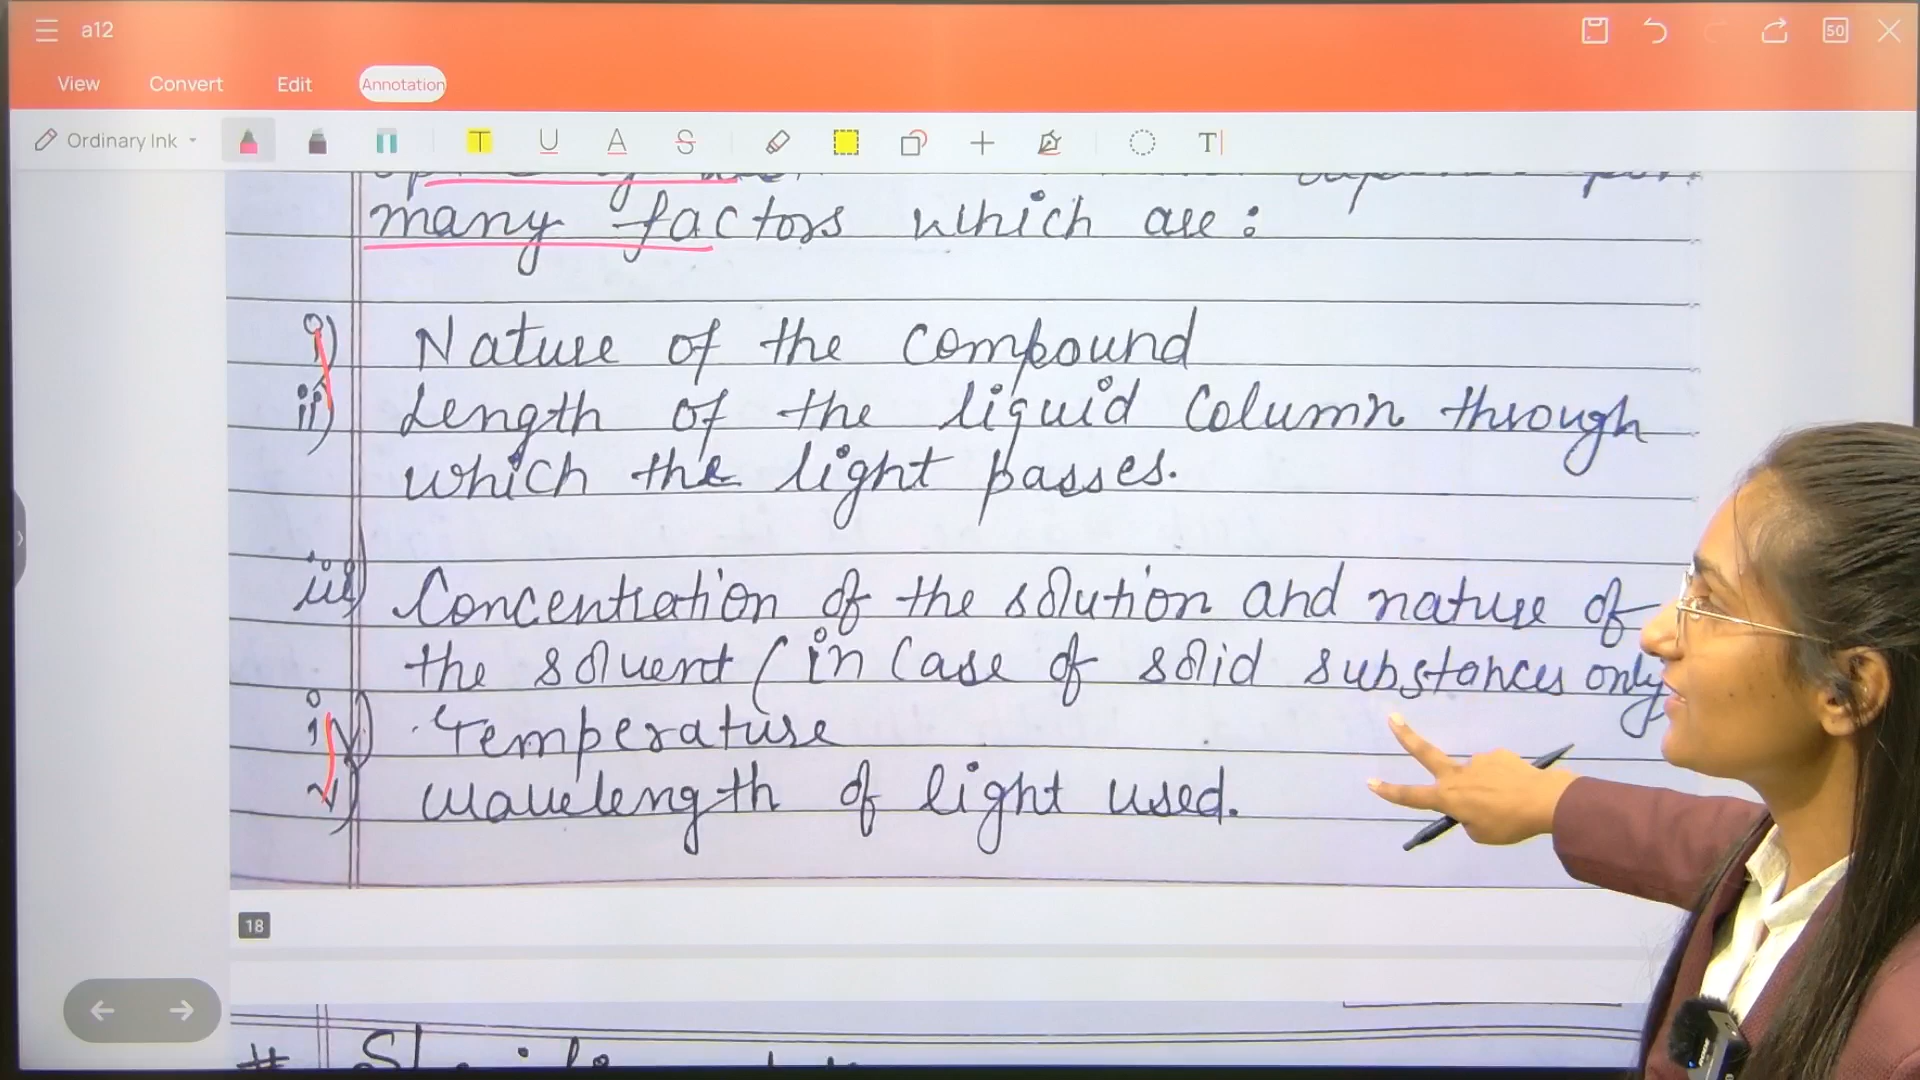 a12
50
View Convert Edit Annotation
Ordinary Ink T U A S T
many factors which are:
i) Nature of the compound
ii) Length of the liquid column through
which the light passes.
iii) Concentration of the solution and nature of
the solvent (in case of solid substances only
iv) Temperature
v) wavelength of light used.
18
#